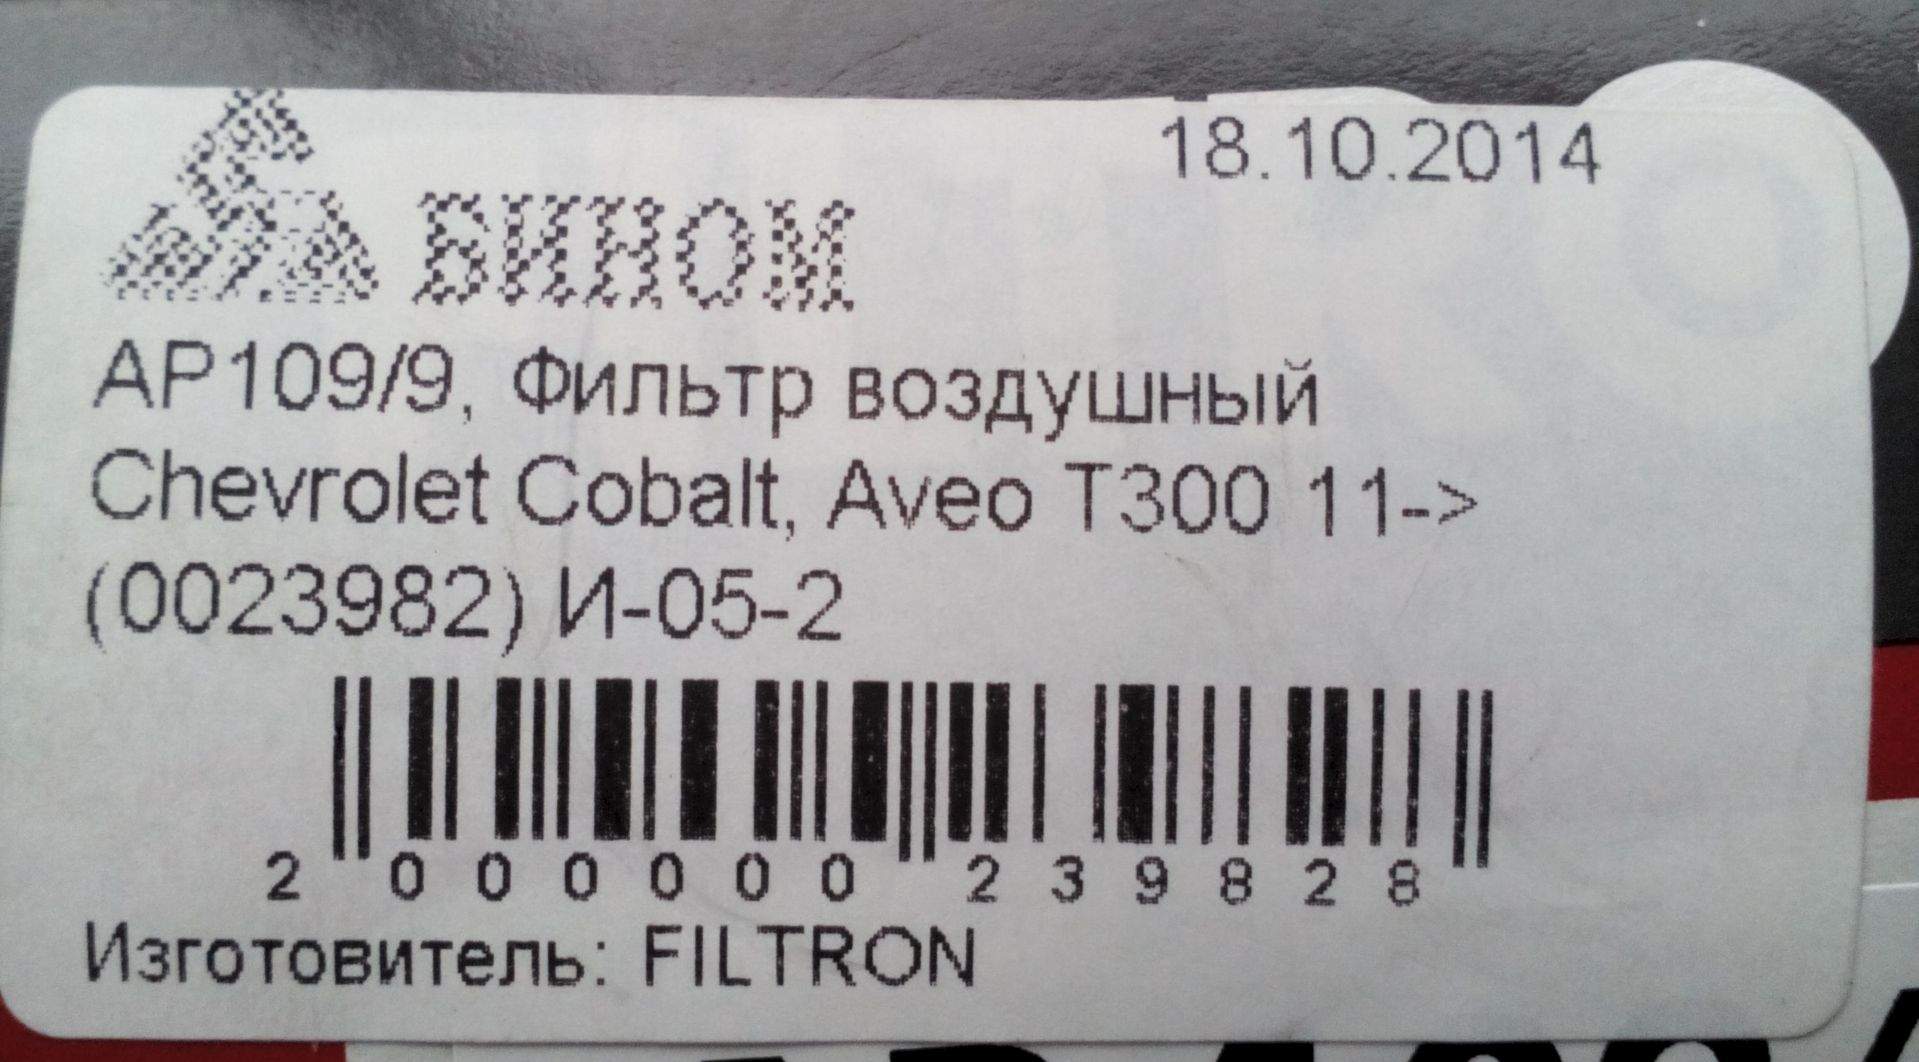 18.10.2014
БИНОМ
AP109/9, Фильтр воздушный
Chevrolet Cobalt, Aveo T300 11->
(0023982) И-05-2
2 000000 239828
Изготовитель: FILTRON